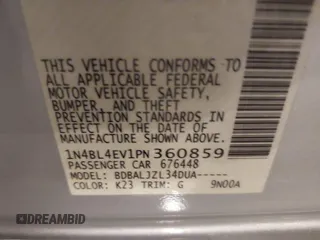 THIS VEHICLE CONFORMS TO
ALL APPLICABLE FEDERAL
MOTOR VEHICLE SAFETY,
BUMPER, AND THEFT
PREVENTION STANDARDS IN
EFFECT ON THE DATE OF
MANUFACTURE SHOWN ABOVE.
1N4BL4EV1PN360859
PASSENGER CAR 676448
MODEL: BDBALJZL34DUA-----
COLOR: K23 TRIM: G 9N00A
DREAMBID